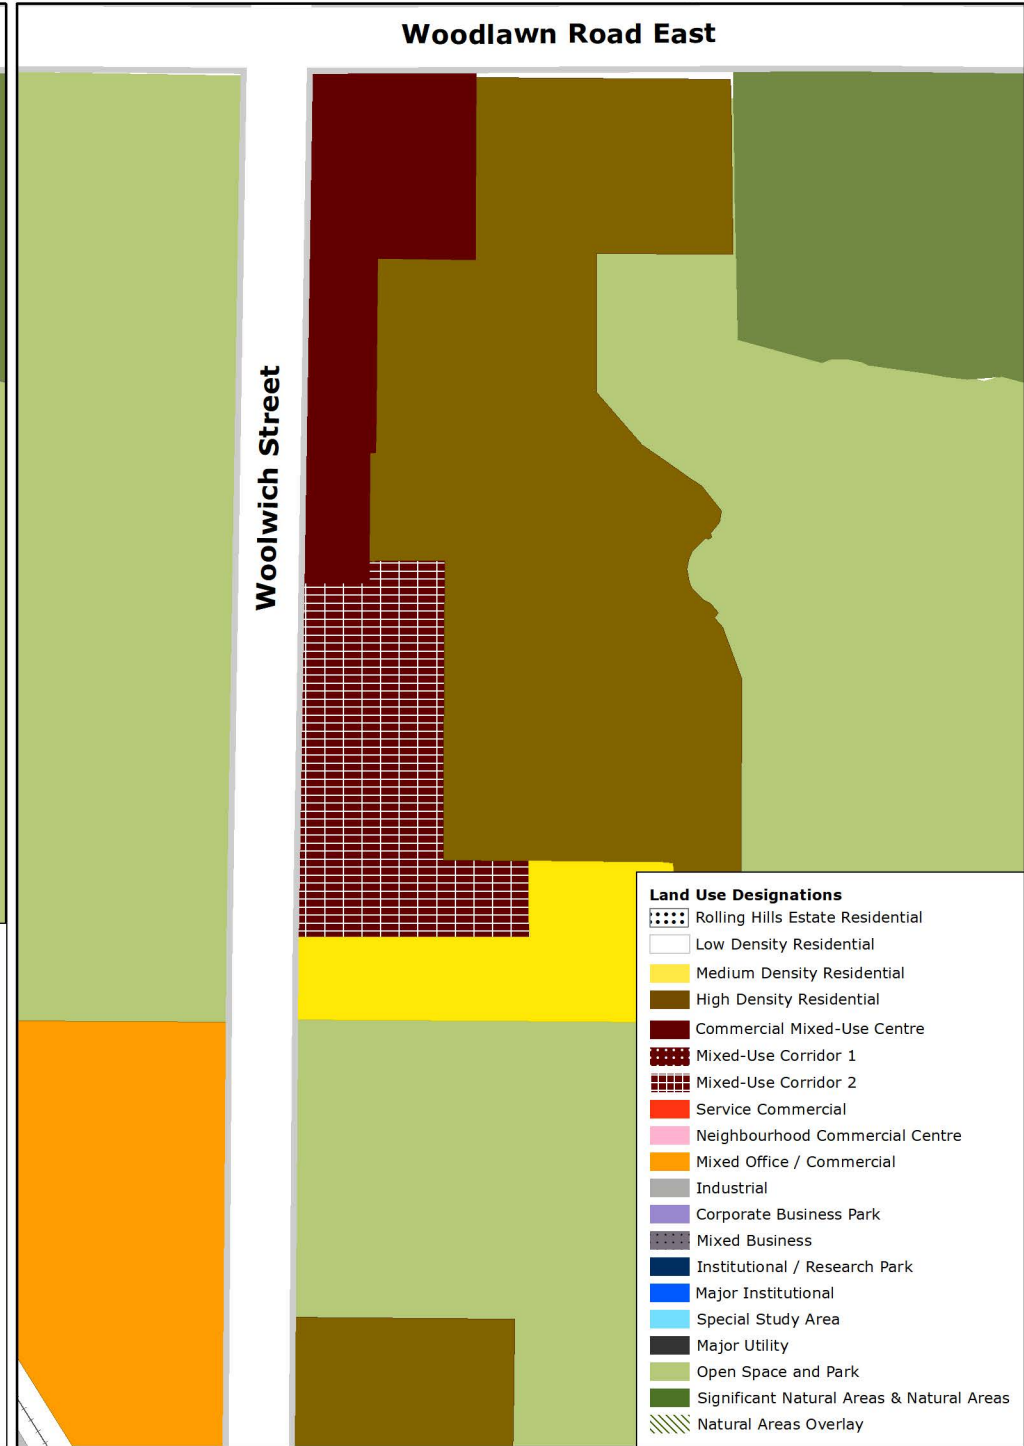 Woodlawn Road East
Woolwich Street
Land Use Designations
Rolling Hills Estate Residential
Low Density Residential
Medium Density Residential
High Density Residential
Commercial Mixed-Use Centre
Mixed-Use Corridor 1
Mixed-Use Corridor 2
Service Commercial
Neighbourhood Commercial Centre
Mixed Office / Commercial
Industrial
Corporate Business Park
Mixed Business
Institutional / Research Park
Major Institutional
Special Study Area
Major Utility
Open Space and Park
Significant Natural Areas & Natural Areas
Natural Areas Overlay